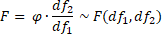 F = φ · df₂/df₁ ~ F(df₁, df₂)